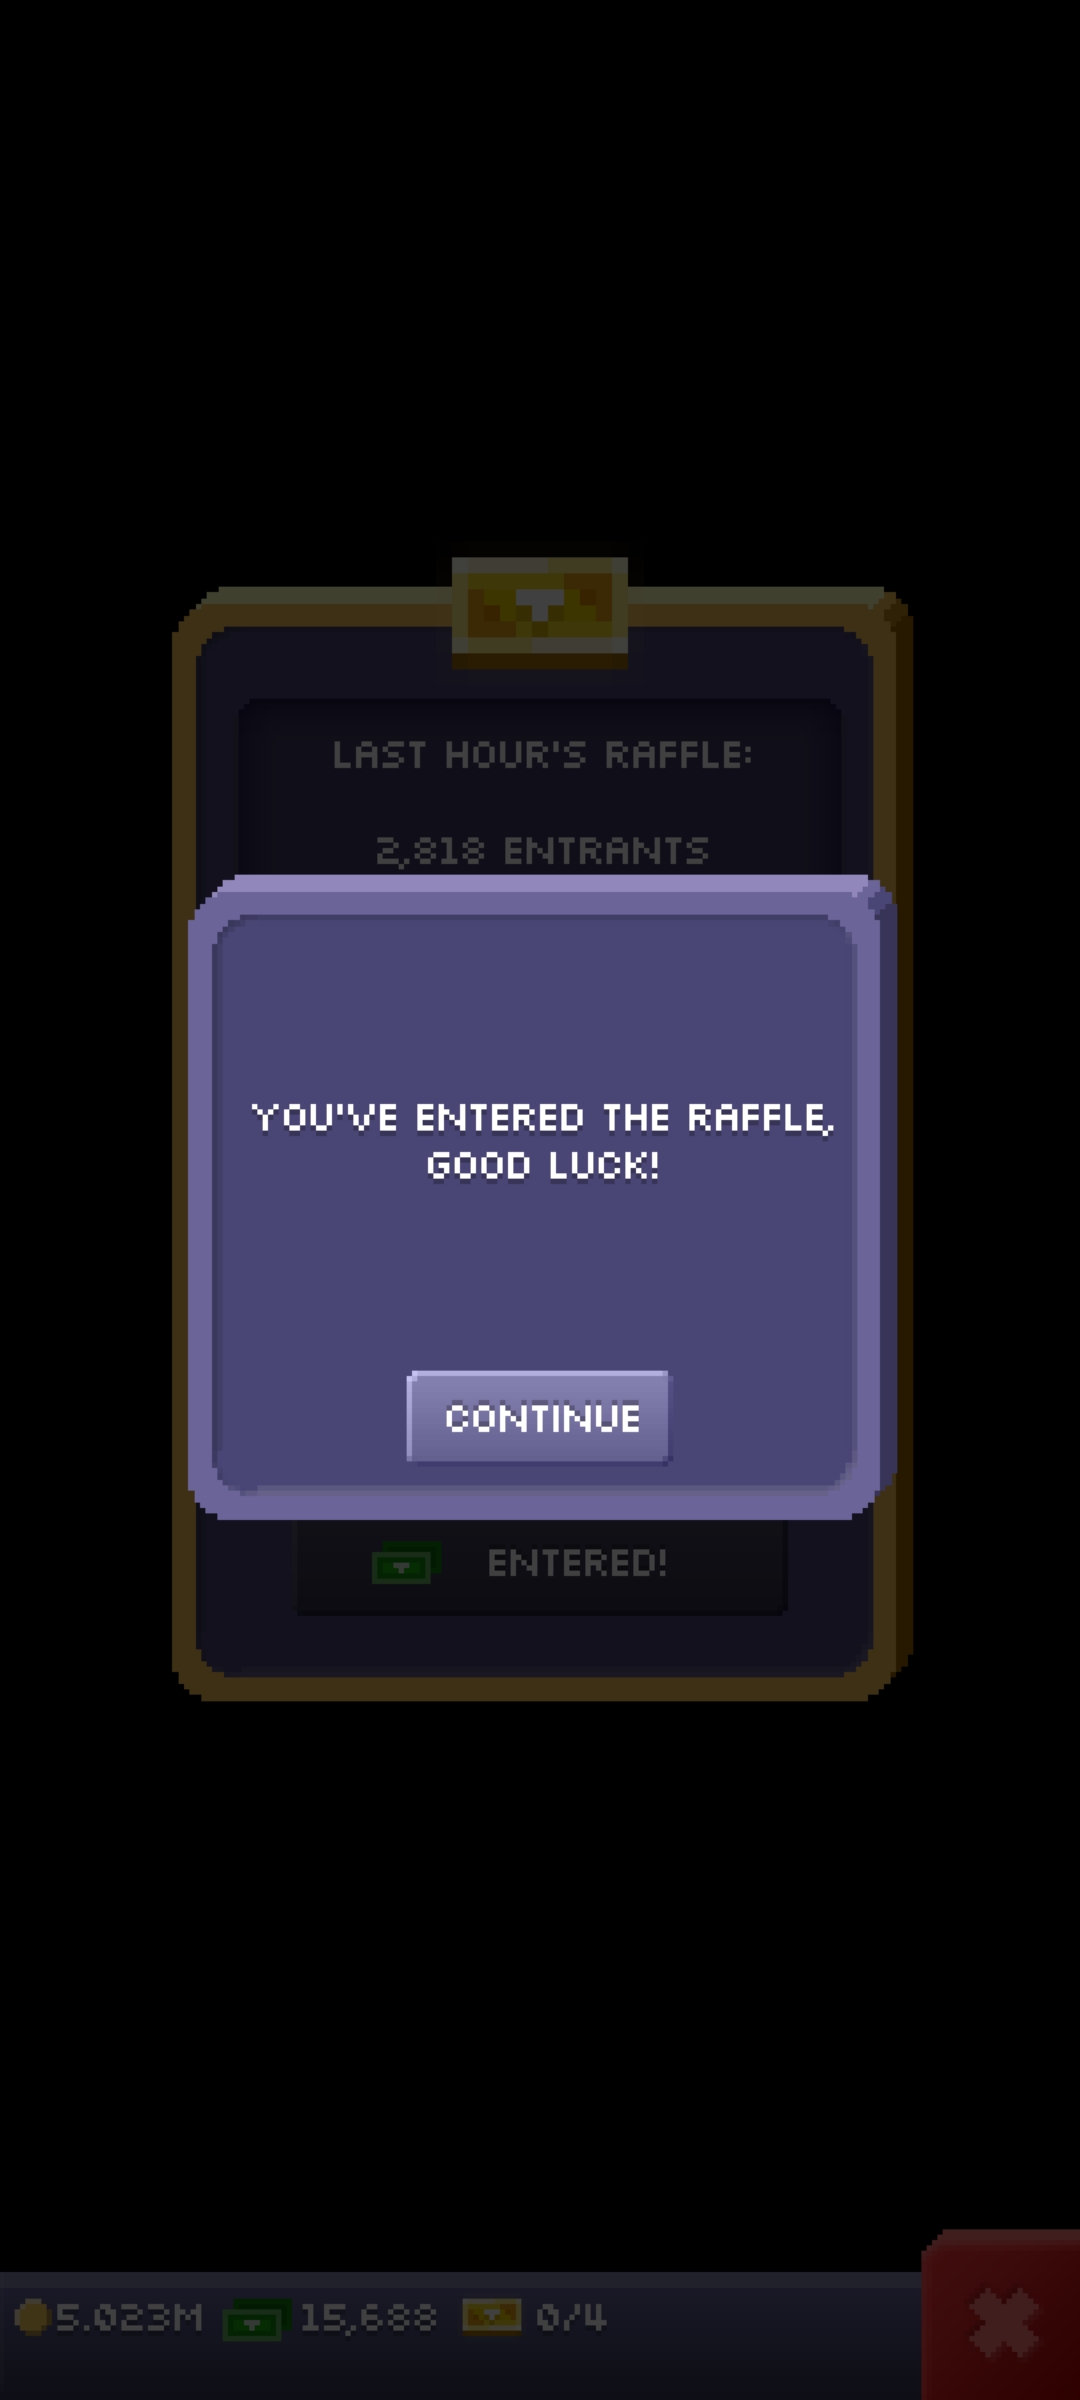 LAST HOUR'S RAFFLE:
2,818 ENTRANTS
YOU'VE ENTERED THE RAFFLE,
GOOD LUCK!
CONTINUE
ENTERED!
5.023M 15,688 0/4